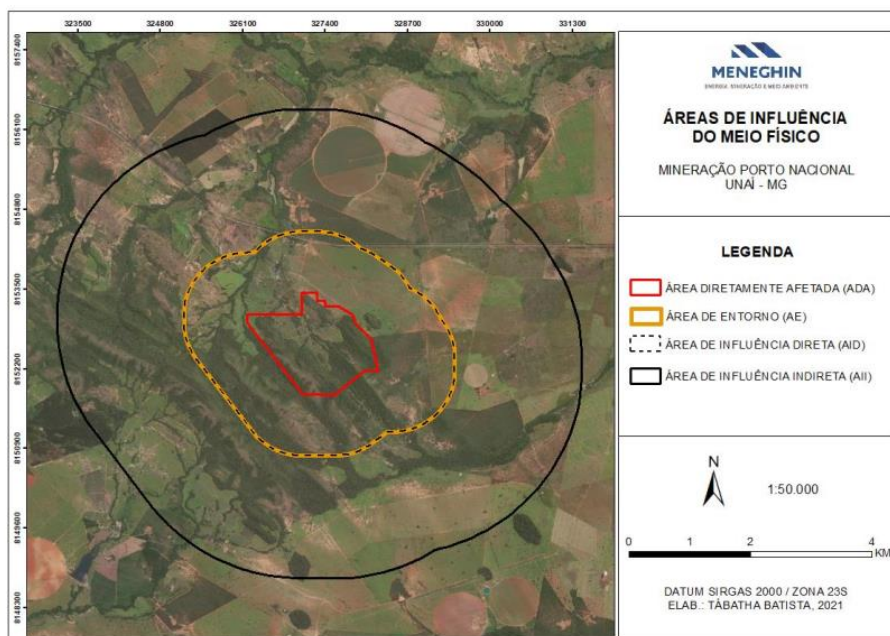 323500 324800 326100 327400 328700 330000 331300
8157400
8156100
8154800
8153500
8152200
8150900
8149600
8148300
MENEGHIN
ENERGIA, MINERAÇÃO E MEIO AMBIENTE
ÁREAS DE INFLUÊNCIA
DO MEIO FÍSICO
MINERAÇÃO PORTO NACIONAL
UNAÍ - MG
LEGENDA
ÁREA DIRETAMENTE AFETADA (ADA)
ÁREA DE ENTORNO (AE)
ÁREA DE INFLUÊNCIA DIRETA (AID)
ÁREA DE INFLUÊNCIA INDIRETA (AII)
N
1:50.000
0 1 2 4
KM
DATUM SIRGAS 2000 / ZONA 23S
ELAB.: TÁBATHA BATISTA, 2021